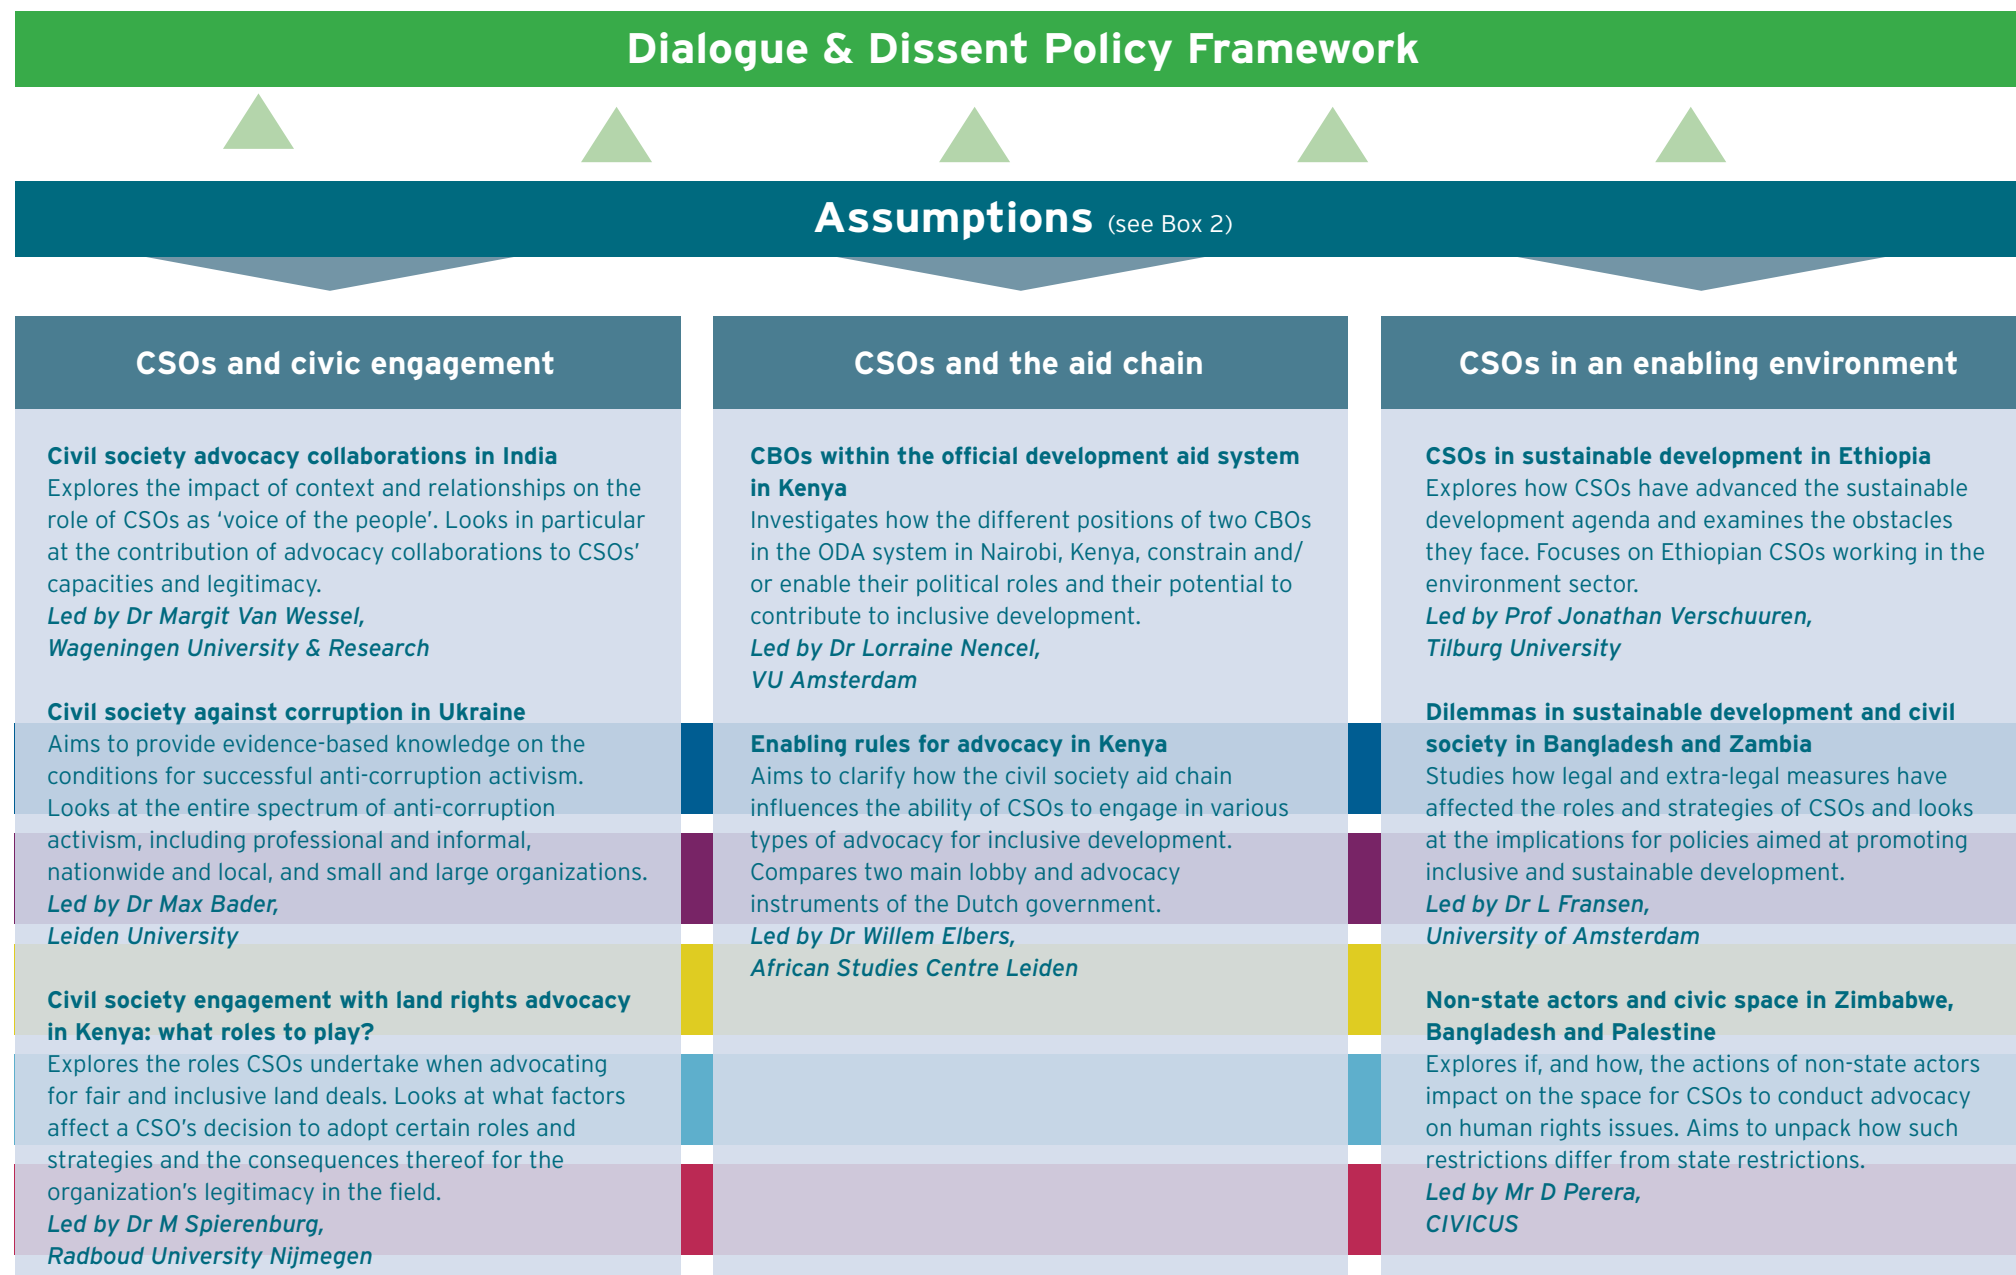 Dialogue & Dissent Policy Framework
Assumptions (see Box 2)
CSOs and civic engagement
Civil society advocacy collaborations in India
Explores the impact of context and relationships on the
role of CSOs as ‘voice of the people’. Looks in particular
at the contribution of advocacy collaborations to CSOs’
capacities and legitimacy.
Led by Dr Margit Van Wessel,
Wageningen University & Research
Civil society against corruption in Ukraine
Aims to provide evidence-based knowledge on the
conditions for successful anti-corruption activism.
Looks at the entire spectrum of anti-corruption
activism, including professional and informal,
nationwide and local, and small and large organizations.
Led by Dr Max Bader,
Leiden University
Civil society engagement with land rights advocacy
in Kenya: what roles to play?
Explores the roles CSOs undertake when advocating
for fair and inclusive land deals. Looks at what factors
affect a CSO’s decision to adopt certain roles and
strategies and the consequences thereof for the
organization’s legitimacy in the field.
Led by Dr M Spierenburg,
Radboud University Nijmegen
CSOs and the aid chain
CBOs within the official development aid system
in Kenya
Investigates how the different positions of two CBOs
in the ODA system in Nairobi, Kenya, constrain and/
or enable their political roles and their potential to
contribute to inclusive development.
Led by Dr Lorraine Nencel,
VU Amsterdam
Enabling rules for advocacy in Kenya
Aims to clarify how the civil society aid chain
influences the ability of CSOs to engage in various
types of advocacy for inclusive development.
Compares two main lobby and advocacy
instruments of the Dutch government.
Led by Dr Willem Elbers,
African Studies Centre Leiden
CSOs in an enabling environment
CSOs in sustainable development in Ethiopia
Explores how CSOs have advanced the sustainable
development agenda and examines the obstacles
they face. Focuses on Ethiopian CSOs working in the
environment sector.
Led by Prof Jonathan Verschuuren,
Tilburg University
Dilemmas in sustainable development and civil
society in Bangladesh and Zambia
Studies how legal and extra-legal measures have
affected the roles and strategies of CSOs and looks
at the implications for policies aimed at promoting
inclusive and sustainable development.
Led by Dr L Fransen,
University of Amsterdam
Non-state actors and civic space in Zimbabwe,
Bangladesh and Palestine
Explores if, and how, the actions of non-state actors
impact on the space for CSOs to conduct advocacy
on human rights issues. Aims to unpack how such
restrictions differ from state restrictions.
Led by Mr D Perera,
CIVICUS